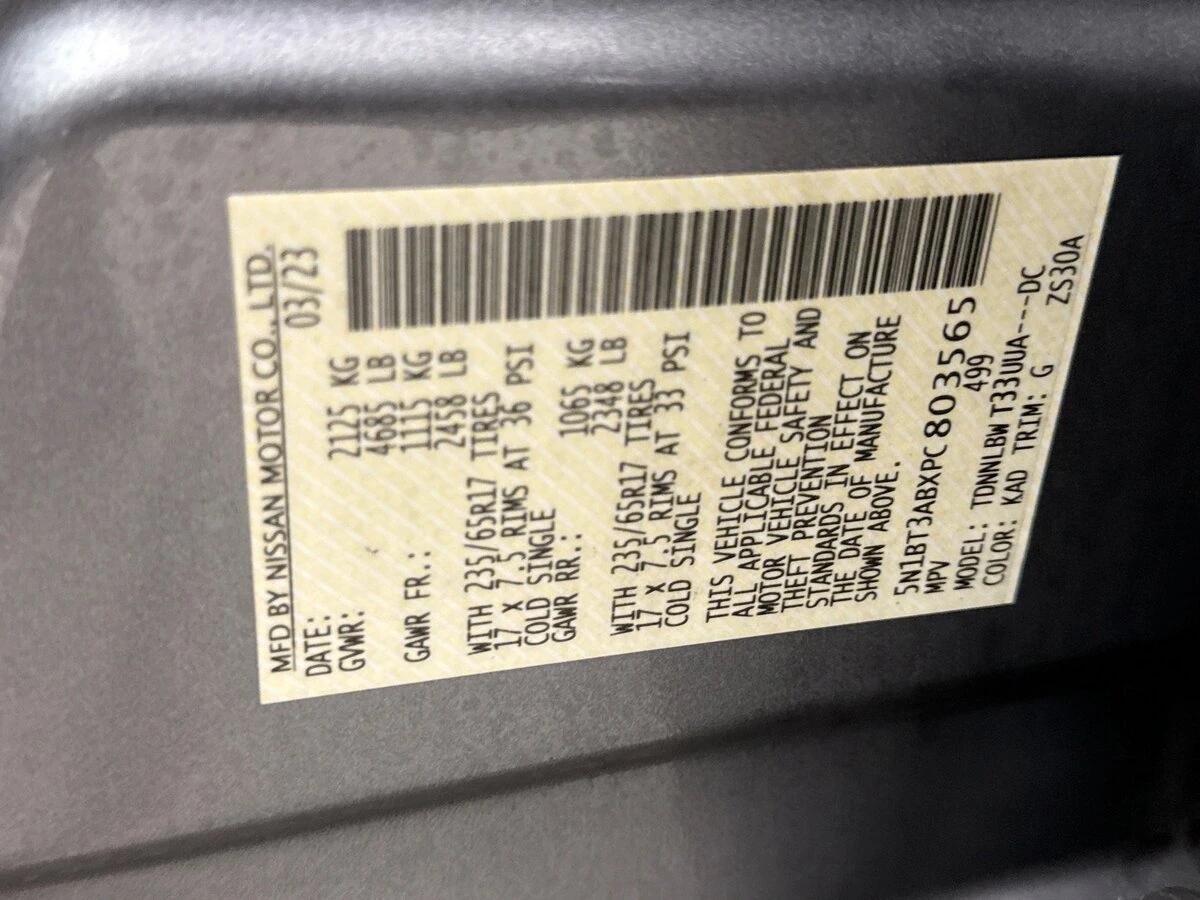 MFD BY NISSAN MOTOR CO., LTD.
DATE: 03/23
GVWR: 2125 KG
4685 LB
GAWR FR.: 1115 KG
2458 LB
WITH 235/65R17 TIRES
17 X 7.5 RIMS AT 36 PSI
COLD SINGLE
GAWR RR.: 1065 KG
2348 LB
WITH 235/65R17 TIRES
17 X 7.5 RIMS AT 33 PSI
COLD SINGLE
THIS VEHICLE CONFORMS TO
ALL APPLICABLE FEDERAL
MOTOR VEHICLE SAFETY AND
THEFT PREVENTION
STANDARDS IN EFFECT ON
THE DATE OF MANUFACTURE
SHOWN ABOVE.
5N1BT3ABXPC803565
MPV 499
MODEL: TDNNLBW T33UUA---DC
COLOR: KAD TRIM: G ZS30A